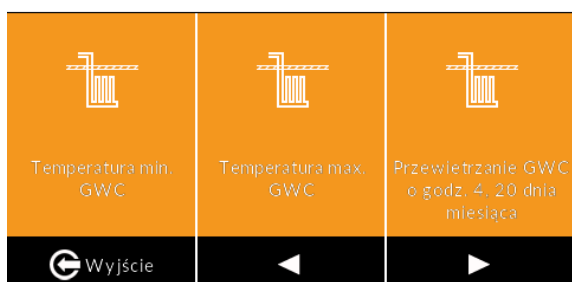 Temperatura min.
GWC
Temperatura max.
GWC
Przewietrzanie GWC
o godz. 4, 20 dnia
miesiąca
Wyjście